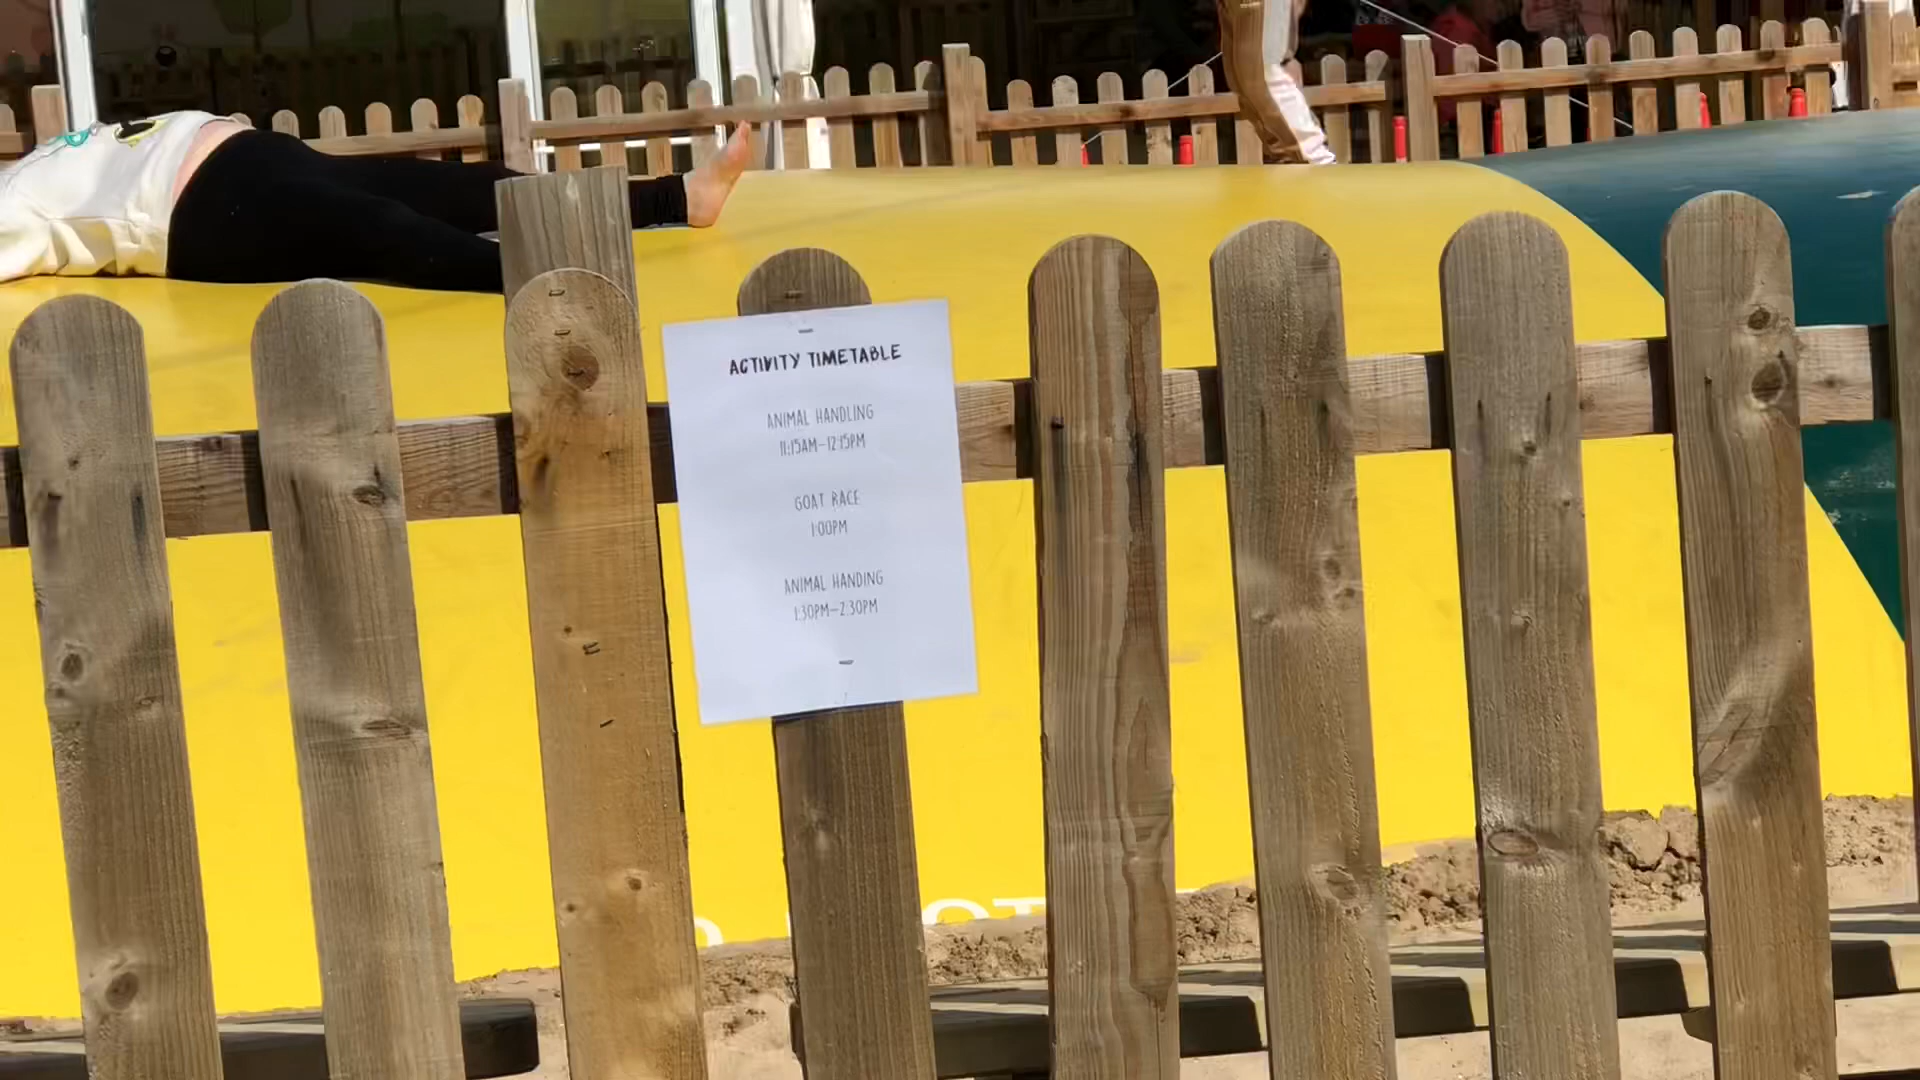 ACTIVITY TIMETABLE
ANIMAL HANDLING
11:15AM–12:15PM
GOAT RACE
1:00PM
ANIMAL HANDING
1:30PM–2:30PM